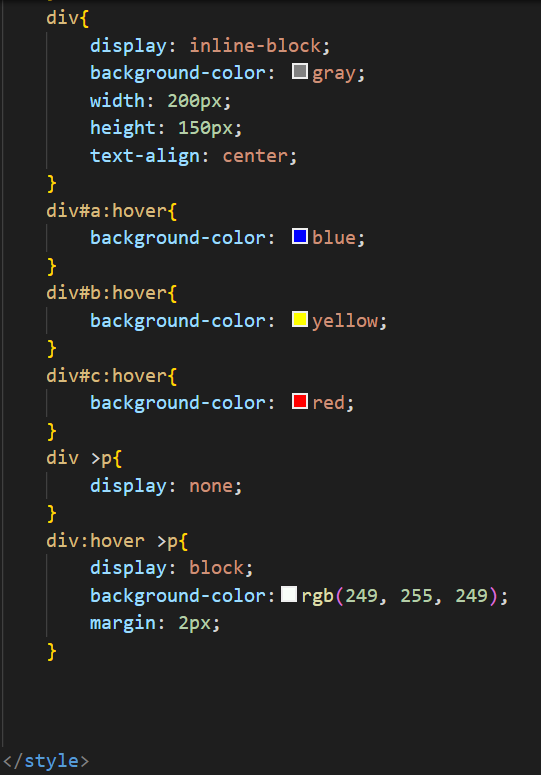 div{
display: inline-block;
background-color: gray;
width: 200px;
height: 150px;
text-align: center;
}
div#a:hover{
background-color: blue;
}
div#b:hover{
background-color: yellow;
}
div#c:hover{
background-color: red;
}
div >p{
display: none;
}
div:hover >p{
display: block;
background-color: rgb(249, 255, 249);
margin: 2px;
}
</style>